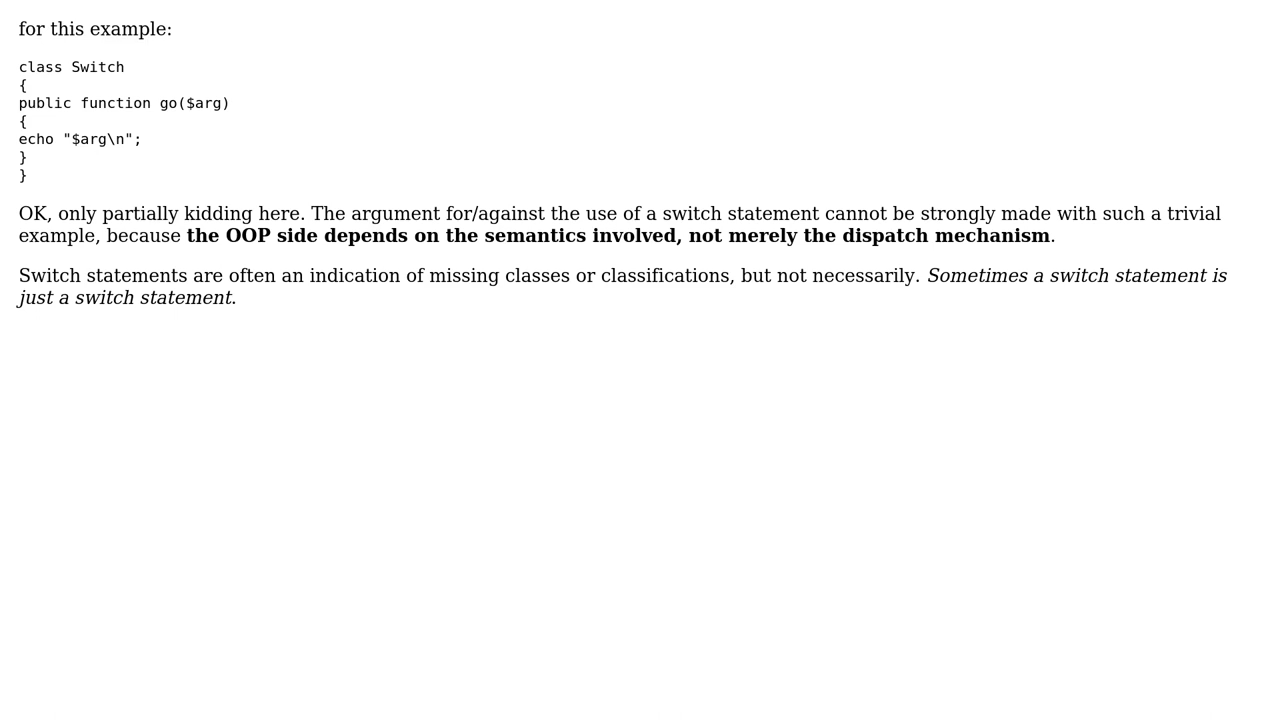 for this example:
class Switch
{
public function go($arg)
{
echo "$arg\n";
}
}
OK, only partially kidding here. The argument for/against the use of a switch statement cannot be strongly made with such a trivial
example, because the OOP side depends on the semantics involved, not merely the dispatch mechanism.
Switch statements are often an indication of missing classes or classifications, but not necessarily. Sometimes a switch statement is
just a switch statement.